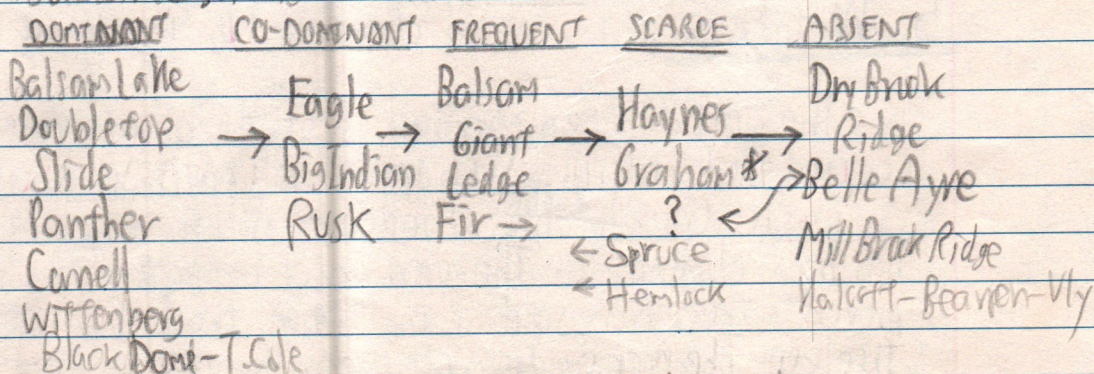 DOMINANT CO-DOMINANT FREQUENT SCARCE ABSENT
Balsam Lake
Doubletop
Slide
Panther
Cornell
Wittenberg
Black Dome-T.Cole
→ Eagle
Big Indian
Rusk
→ Balsam
Giant
Ledge
Fir →
→ Haynes
Graham*
?
← Spruce
← Hemlock
→ Dry Brook
Ridge
Belle Ayre
Mill Brook Ridge
Halcott-Bearpen-Vly